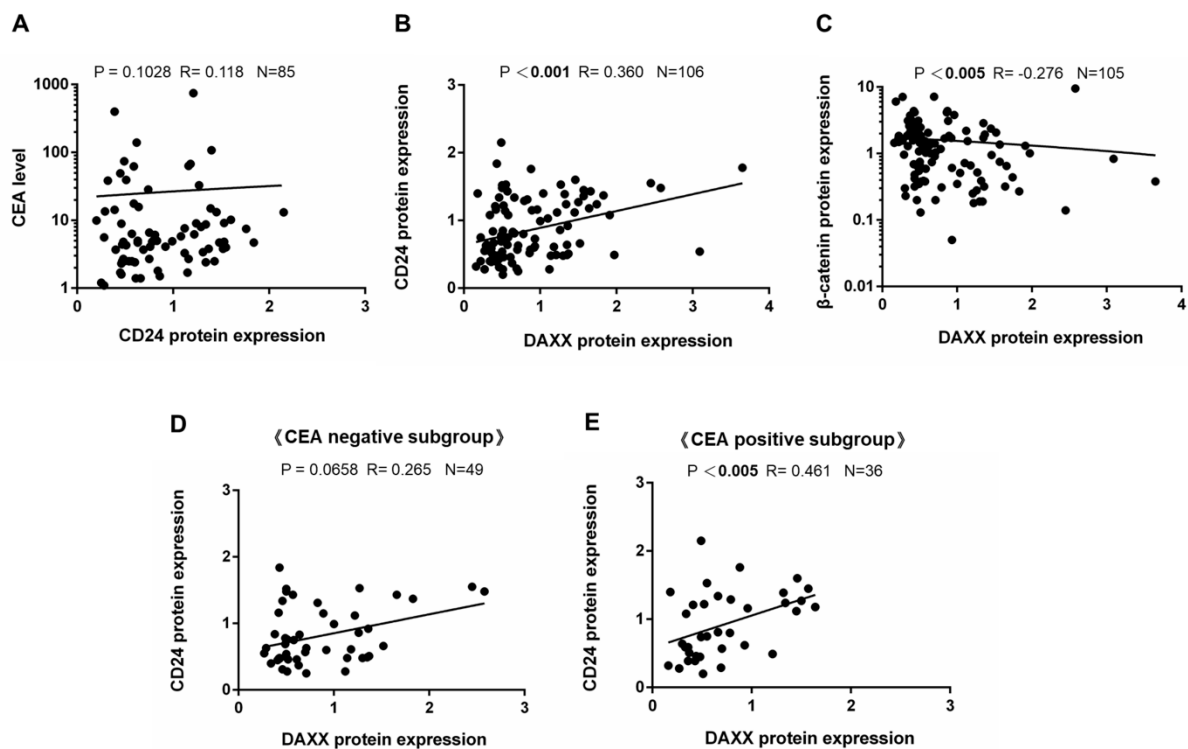 A
P = 0.1028 R= 0.118 N=85
CEA level
1000
100
10
1
0
1
2
3
CD24 protein expression
B
P <0.001 R= 0.360 N=106
CD24 protein expression
3
2
1
0
0
1
2
3
4
DAXX protein expression
C
P <0.005 R= -0.276 N=105
β-catenin protein expression
10
1
0.1
0.01
0
1
2
3
4
DAXX protein expression
D
《CEA negative subgroup》
P = 0.0658 R= 0.265 N=49
CD24 protein expression
3
2
1
0
0
1
2
3
DAXX protein expression
E
《CEA positive subgroup》
P <0.005 R= 0.461 N=36
CD24 protein expression
3
2
1
0
0
1
2
3
DAXX protein expression